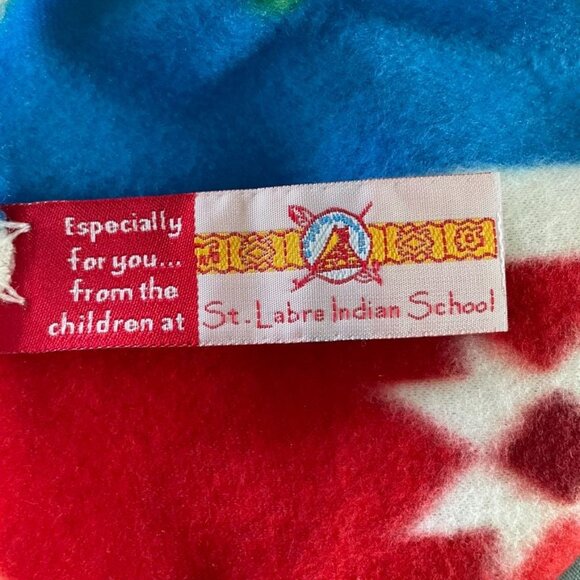 Especially
for you...
from the
children at
St. Labre Indian School